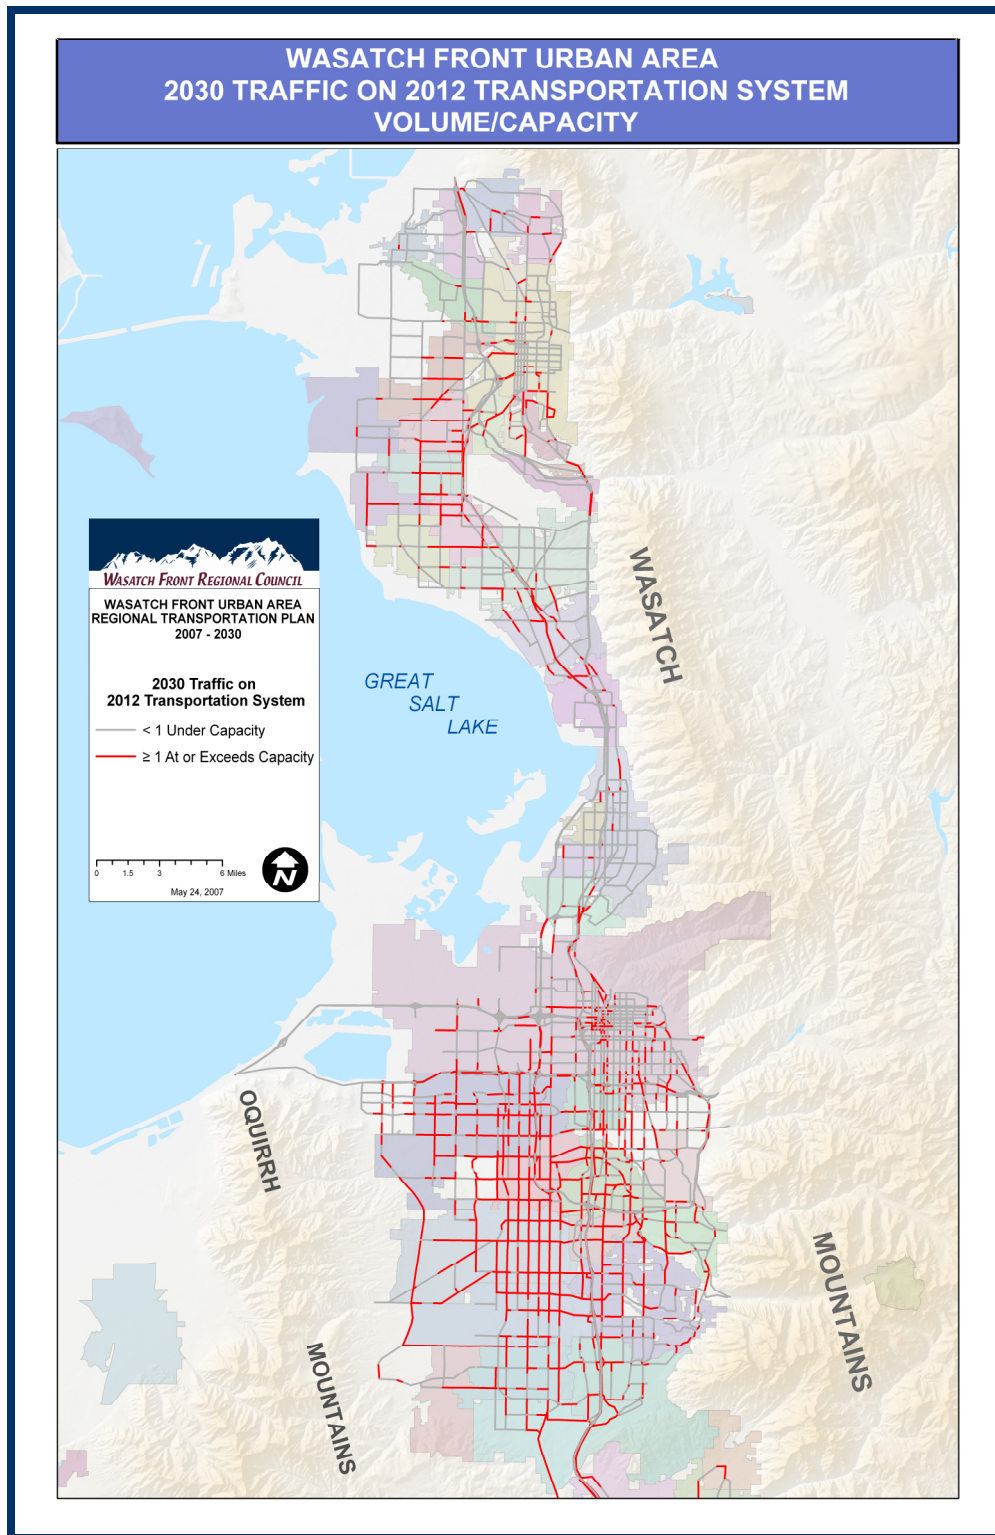 WASATCH FRONT URBAN AREA
2030 TRAFFIC ON 2012 TRANSPORTATION SYSTEM
VOLUME/CAPACITY
WASATCH
WASATCH FRONT REGIONAL COUNCIL
WASATCH FRONT URBAN AREA
REGIONAL TRANSPORTATION PLAN
2007 - 2030
2030 Traffic on
2012 Transportation System
< 1 Under Capacity
≥ 1 At or Exceeds Capacity
0 1.5 3 6 Miles
N
May 24, 2007
GREAT
SALT
LAKE
OQUIRRH
MOUNTAINS
MOUNTAINS